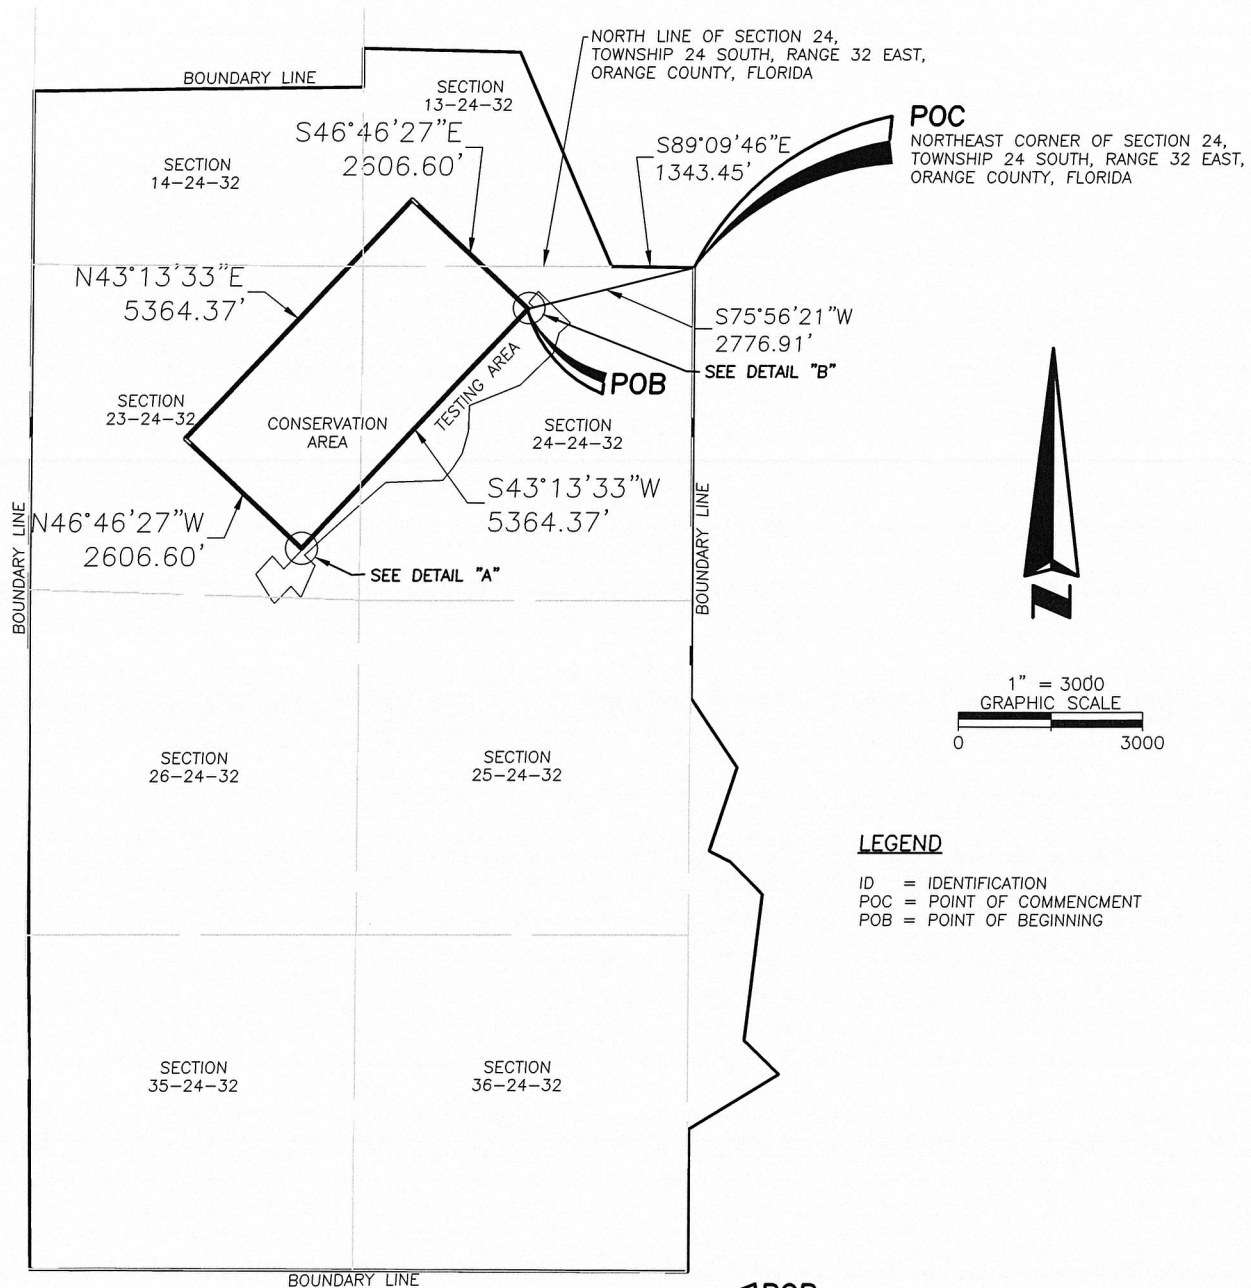 NORTH LINE OF SECTION 24,
TOWNSHIP 24 SOUTH, RANGE 32 EAST,
ORANGE COUNTY, FLORIDA
BOUNDARY LINE
SECTION
13-24-32
POC
NORTHEAST CORNER OF SECTION 24,
TOWNSHIP 24 SOUTH, RANGE 32 EAST,
ORANGE COUNTY, FLORIDA
S46°46'27"E
2606.60'
S89°09'46"E
1343.45'
SECTION
14-24-32
N43°13'33"E
5364.37'
S75°56'21"W
2776.91'
SEE DETAIL "B"
POB
TESTING AREA
SECTION
23-24-32
CONSERVATION
AREA
SECTION
24-24-32
S43°13'33"W
5364.37'
N46°46'27"W
2606.60'
SEE DETAIL "A"
BOUNDARY LINE
BOUNDARY LINE
N
1" = 3000
GRAPHIC SCALE
0 3000
SECTION
26-24-32
SECTION
25-24-32
LEGEND
ID = IDENTIFICATION
POC = POINT OF COMMENCMENT
POB = POINT OF BEGINNING
SECTION
35-24-32
SECTION
36-24-32
BOUNDARY LINE
POB